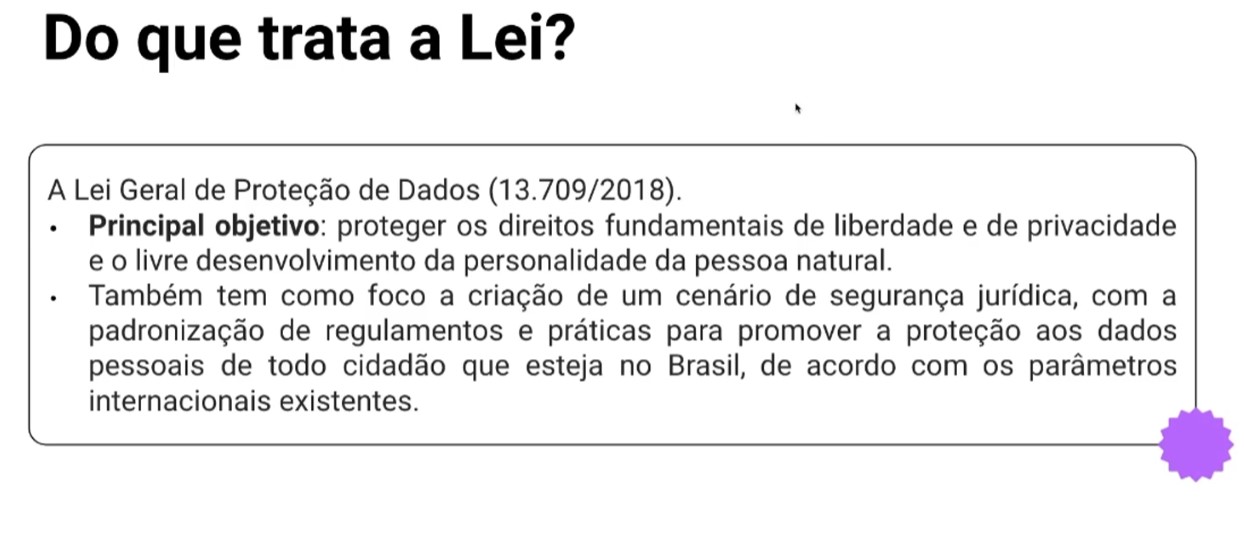 Do que trata a Lei?
A Lei Geral de Proteção de Dados (13.709/2018).
• Principal objetivo: proteger os direitos fundamentais de liberdade e de privacidade
e o livre desenvolvimento da personalidade da pessoa natural.
• Também tem como foco a criação de um cenário de segurança jurídica, com a
padronização de regulamentos e práticas para promover a proteção aos dados
pessoais de todo cidadão que esteja no Brasil, de acordo com os parâmetros
internacionais existentes.